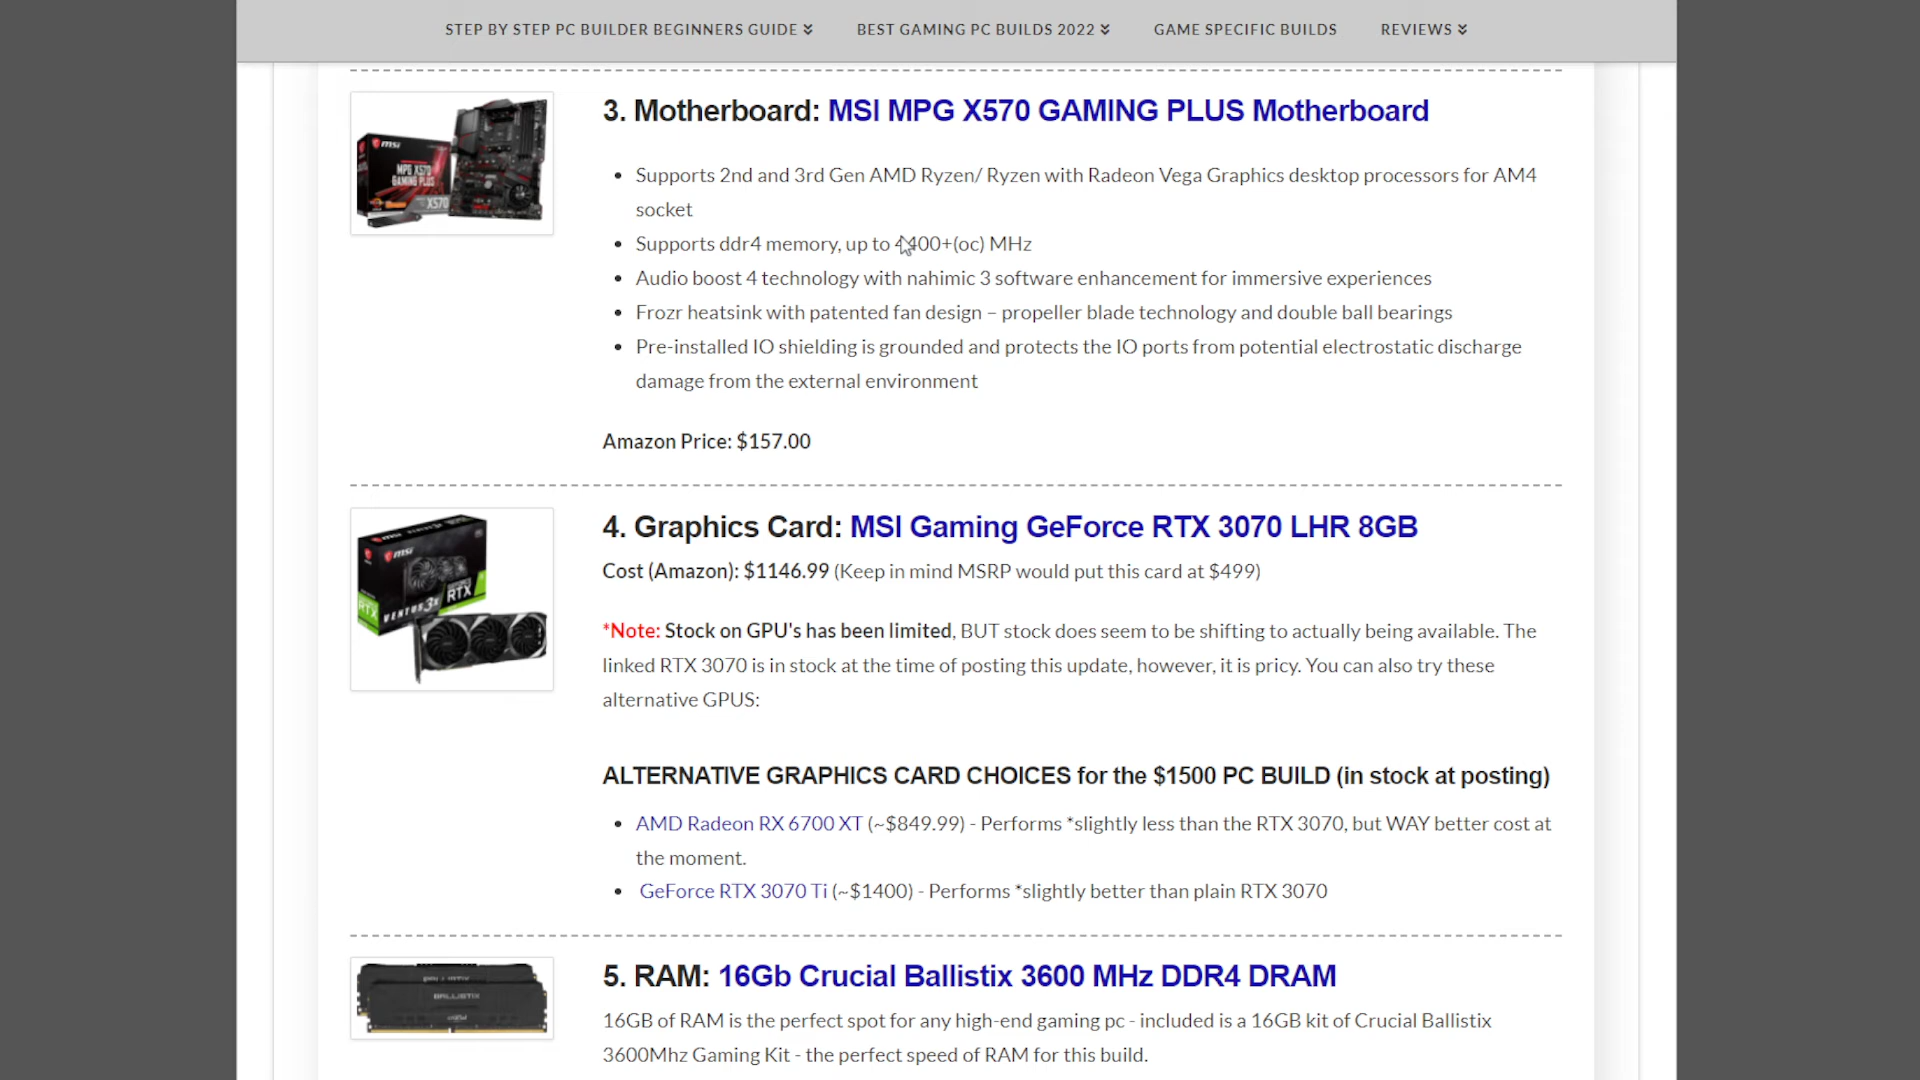 STEP BY STEP PC BUILDER BEGINNERS GUIDE
BEST GAMING PC BUILDS 2022
GAME SPECIFIC BUILDS
REVIEWS
3. Motherboard: MSI MPG X570 GAMING PLUS Motherboard
msi
MPG X570
GAMING PLUS
X570
Supports 2nd and 3rd Gen AMD Ryzen/ Ryzen with Radeon Vega Graphics desktop processors for AM4
socket
Supports ddr4 memory, up to 4400+(oc) MHz
Audio boost 4 technology with nahimic 3 software enhancement for immersive experiences
Frozr heatsink with patented fan design – propeller blade technology and double ball bearings
Pre-installed IO shielding is grounded and protects the IO ports from potential electrostatic discharge
damage from the external environment
Amazon Price: $157.00
4. Graphics Card: MSI Gaming GeForce RTX 3070 LHR 8GB
msi
RTX
VENTUS 3X
RTX
Cost (Amazon): $1146.99 (Keep in mind MSRP would put this card at $499)
*Note: Stock on GPU's has been limited, BUT stock does seem to be shifting to actually being available. The
linked RTX 3070 is in stock at the time of posting this update, however, it is pricy. You can also try these
alternative GPUS:
ALTERNATIVE GRAPHICS CARD CHOICES for the $1500 PC BUILD (in stock at posting)
AMD Radeon RX 6700 XT (~$849.99) - Performs *slightly less than the RTX 3070, but WAY better cost at
the moment.
GeForce RTX 3070 Ti (~$1400) - Performs *slightly better than plain RTX 3070
5. RAM: 16Gb Crucial Ballistix 3600 MHz DDR4 DRAM
BALLISTIX
crucial
16GB of RAM is the perfect spot for any high-end gaming pc - included is a 16GB kit of Crucial Ballistix
3600Mhz Gaming Kit - the perfect speed of RAM for this build.